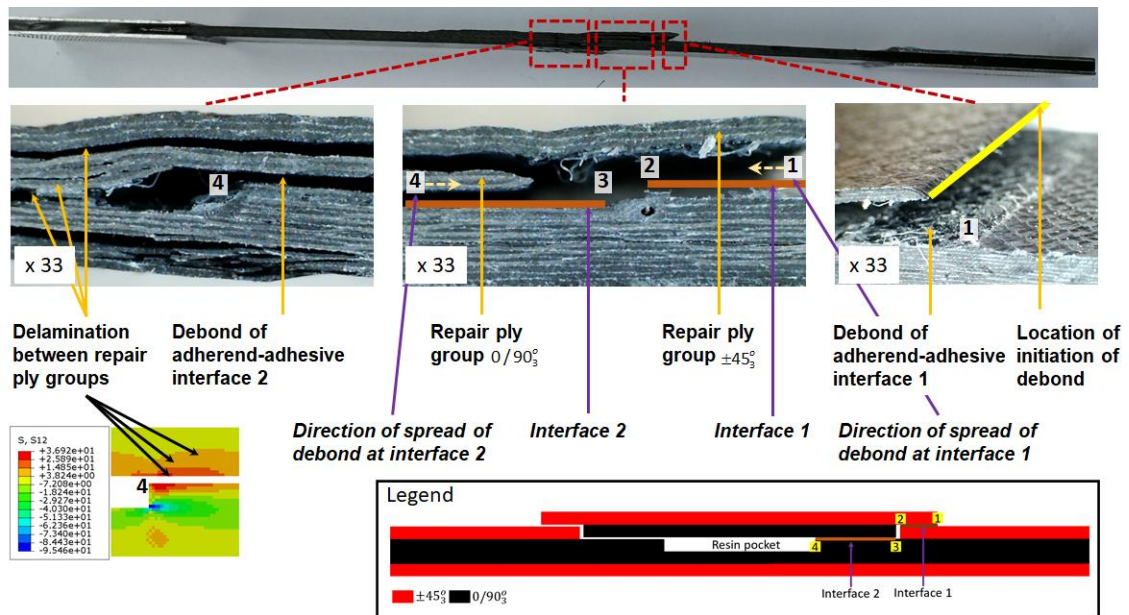 4
x 33
4
3
2
1
x 33
1
x 33
Delamination
between repair
ply groups
Debond of
adherend-adhesive
interface 2
Repair ply
group 0/90°₃
Repair ply
group ±45°₃
Debond of
adherend-adhesive
interface 1
Location of
initiation of
debond
Direction of spread of
debond at interface 2
Interface 2
Interface 1
Direction of spread of
debond at interface 1
S, S12
+3.692e+01
+2.589e+01
+1.485e+01
+3.824e+00
-7.208e+00
-1.824e+01
-2.927e+01
-4.030e+01
-5.133e+01
-6.236e+01
-7.340e+01
-8.443e+01
-9.546e+01
4
Legend
2
1
Resin pocket
4
3
Interface 2
Interface 1
±45°₃
0/90°₃